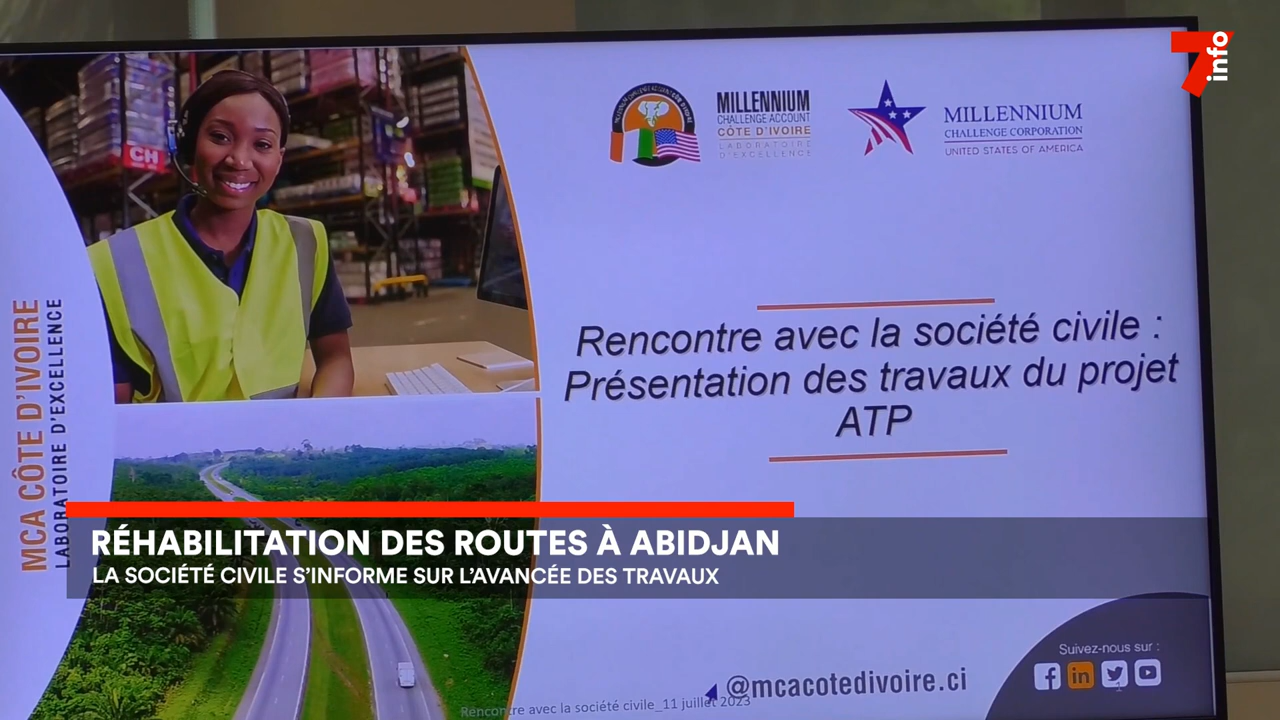 7info
CH
MILLENNIUM
CHALLENGE ACCOUNT
CÔTE D'IVOIRE
LABORATOIRE
D'EXCELLENCE
MILLENNIUM
CHALLENGE CORPORATION
UNITED STATES OF AMERICA
MCA CÔTE D'IVOIRE
LABORATOIRE D'EXCELLENCE
Rencontre avec la société civile :
Présentation des travaux du projet
ATP
RÉHABILITATION DES ROUTES À ABIDJAN
LA SOCIÉTÉ CIVILE S'INFORME SUR L'AVANCÉE DES TRAVAUX
Suivez-nous sur :
@mcacotedivoire.ci
Rencontre avec la société civile_11 juillet 2023